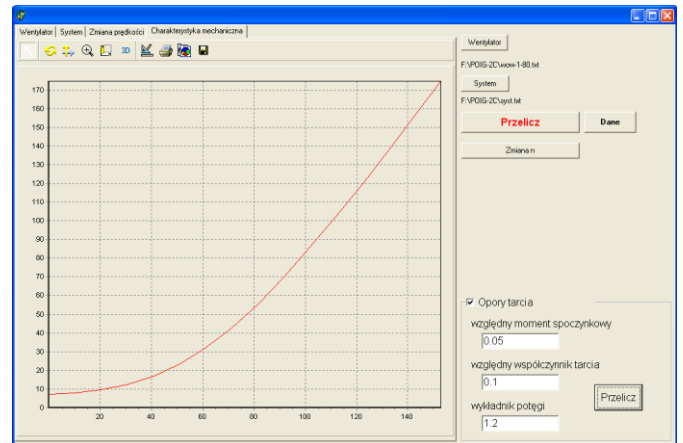 Wentylator System Zmiana prędkości Charakterystyka mechaniczna
3D
170
160
150
140
130
120
110
100
90
80
70
60
50
40
30
20
10
0
20 40 60 80 100 120 140
Wentylator
F:\POIG-2C\wow-1-80.txt
System
F:\POIG-2C\syst.txt
Przelicz Dane
Zmiana n
Opory tarcia
względny moment spoczynkowy
0.05
względny współczynnik tarcia
0.1
Przelicz
wykładnik potęgi
1.2